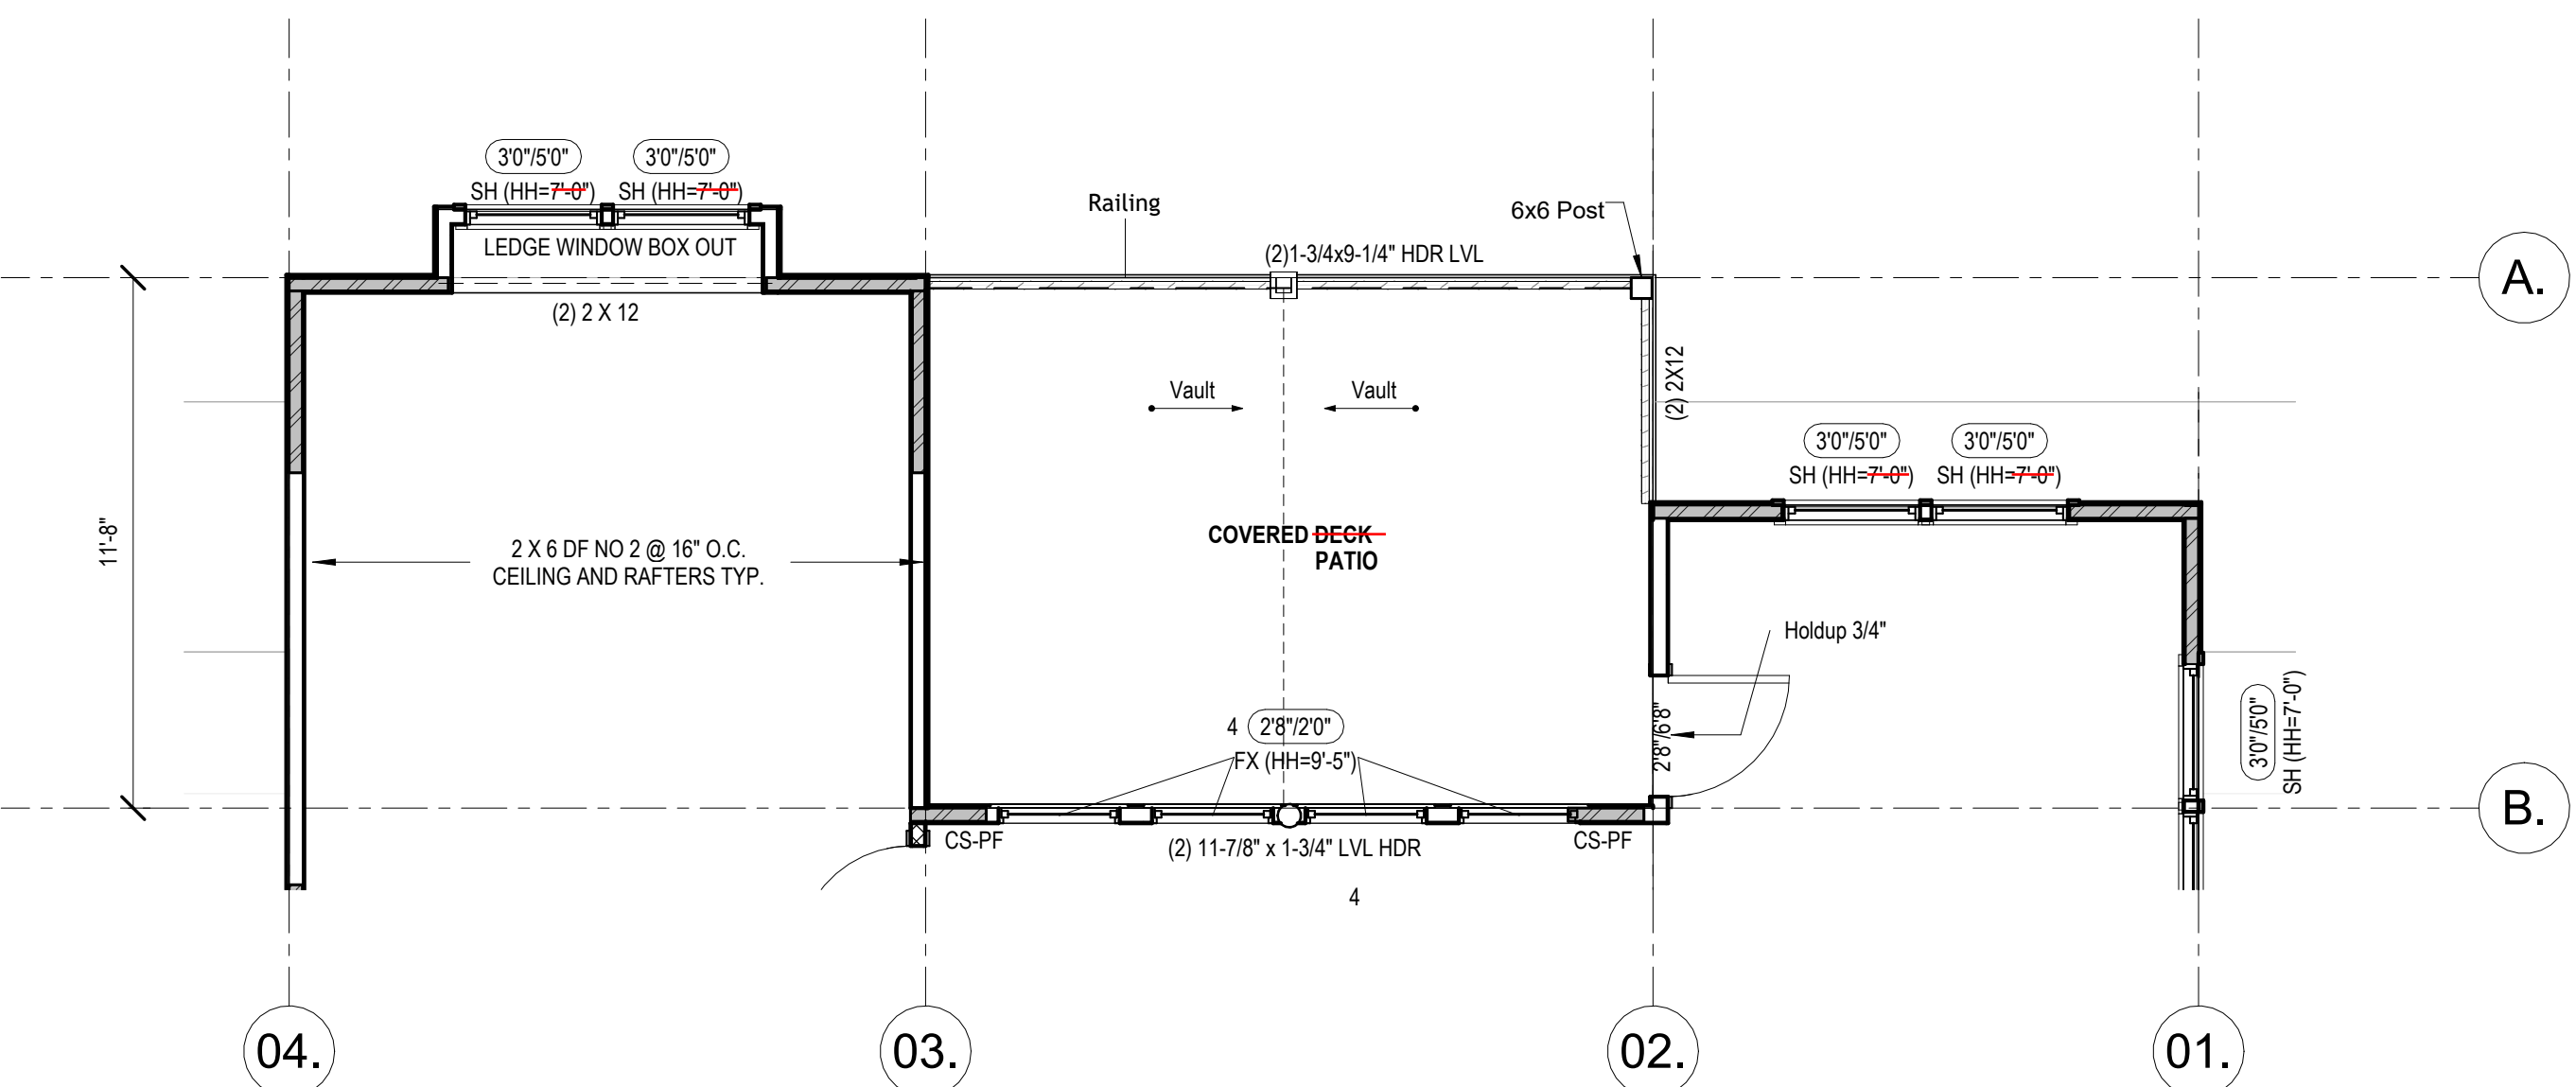 3'0"/5'0" 3'0"/5'0"
SH (HH=7'-0") SH (HH=7'-0")
LEDGE WINDOW BOX OUT
(2) 2 X 12
Railing
6x6 Post
(2)1-3/4x9-1/4" HDR LVL
A.
Vault Vault
(2) 2X12
3'0"/5'0" 3'0"/5'0"
SH (HH=7'-0") SH (HH=7'-0")
11'-8"
2 X 6 DF NO 2 @ 16" O.C.
CEILING AND RAFTERS TYP.
COVERED DECK
PATIO
Holdup 3/4"
4 2'8"/2'0"
FX (HH=9'-5")
2'8"/6'8"
3'0"/5'0"
SH (HH=7'-0")
B.
CS-PF
(2) 11-7/8" x 1-3/4" LVL HDR
CS-PF
4
04. 03. 02. 01.